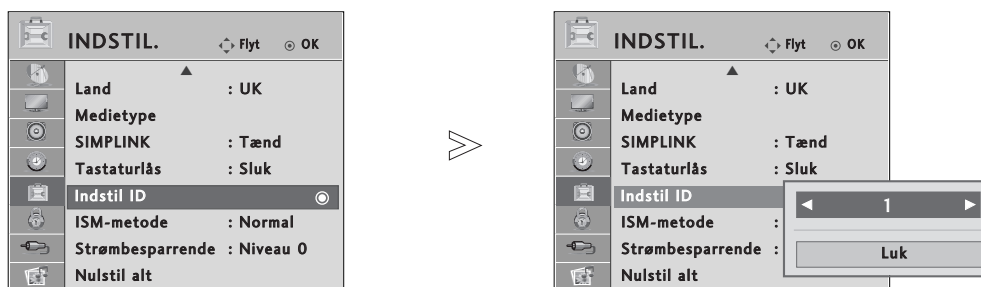 INDSTIL. Flyt OK
Land : UK
Medietype
SIMPLINK : Tænd
Tastaturlås : Sluk
Indstil ID
ISM-metode : Normal
Strømbesparrende : Niveau 0
Nulstil alt
INDSTIL. Flyt OK
Land : UK
Medietype
SIMPLINK : Tænd
Tastaturlås : Sluk
Indstil ID
ISM-metode :
Strømbesparrende :
Nulstil alt
1
Luk